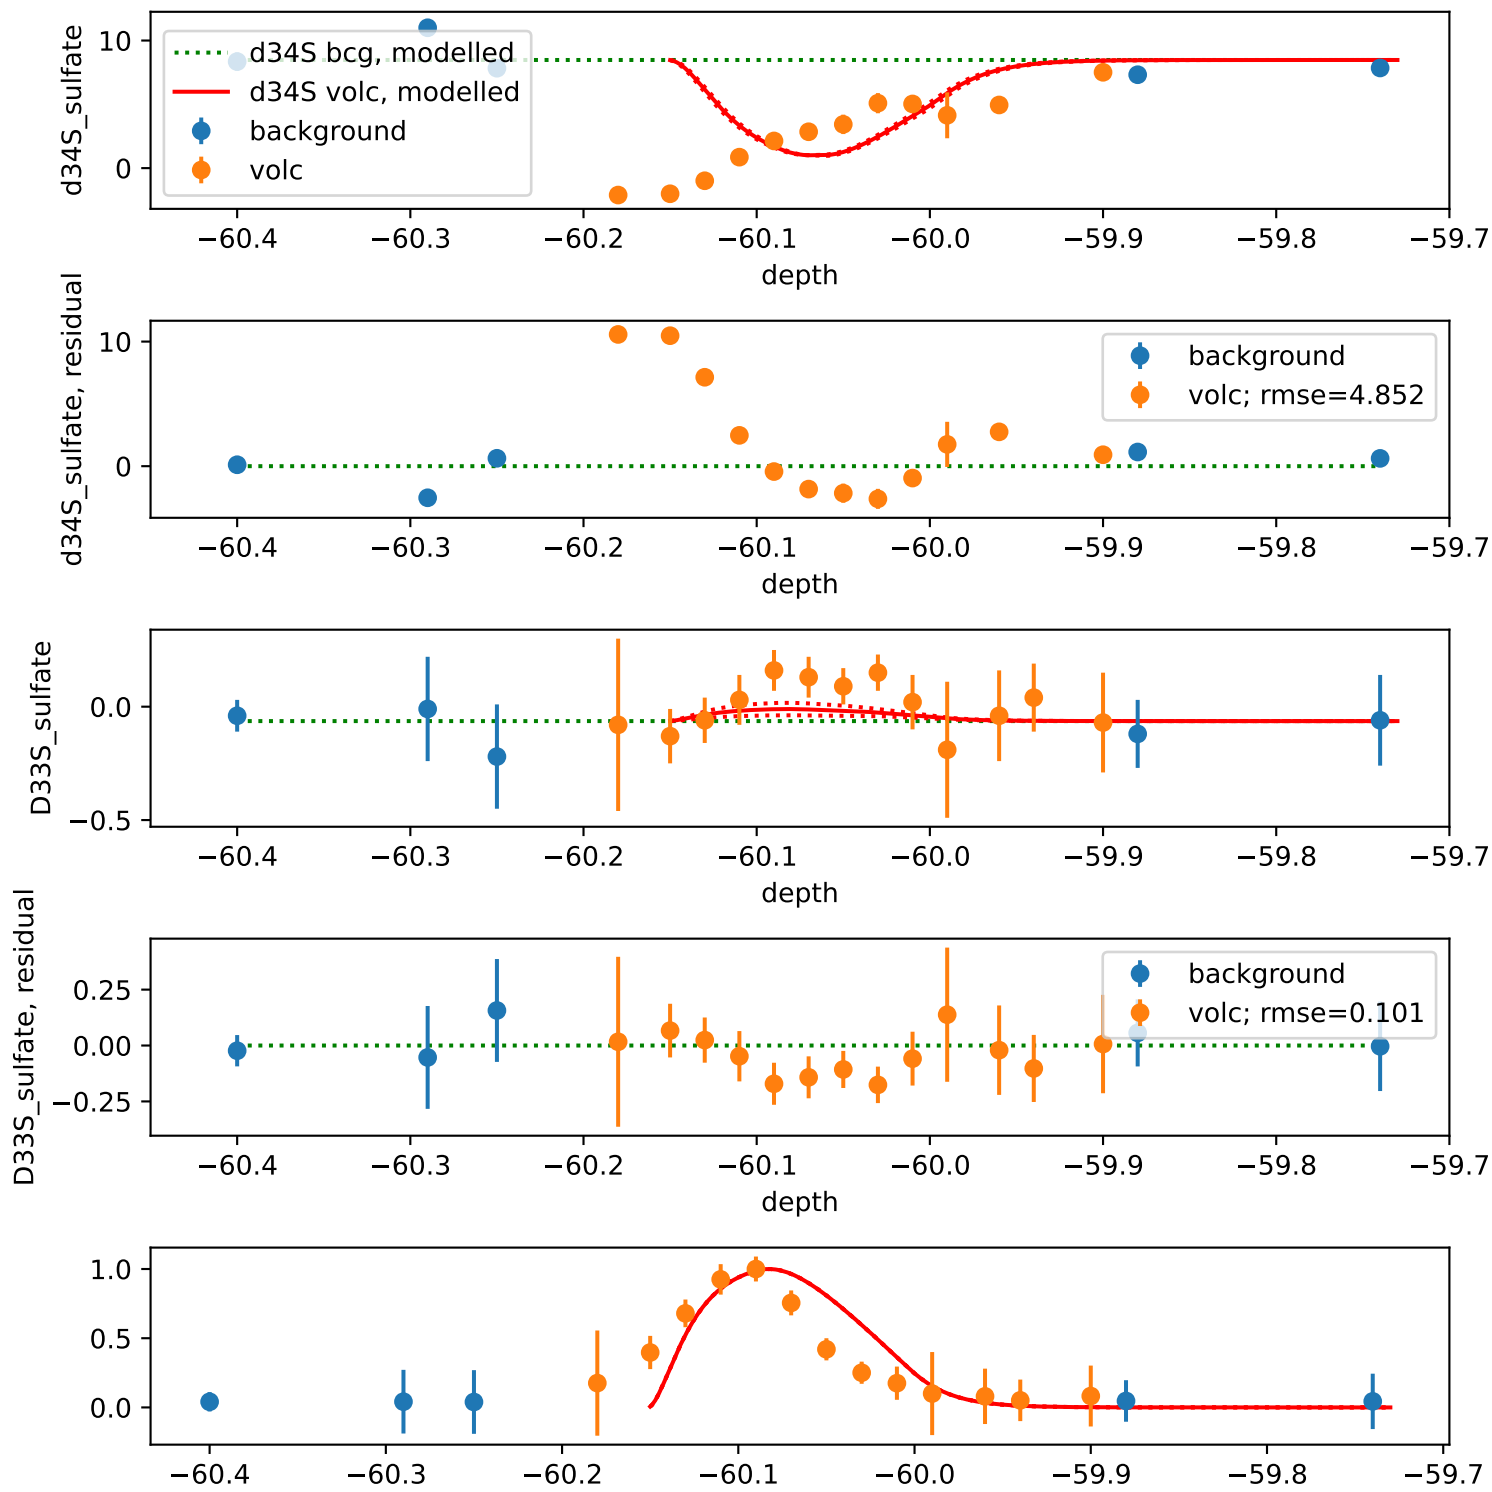 d34S_sulfate
10
0
d34S bcg, modelled
d34S volc, modelled
background
volc
−60.4 −60.3 −60.2 −60.1 −60.0 −59.9 −59.8 −59.7
depth
d34S_sulfate, residual
10
0
background
volc; rmse=4.852
−60.4 −60.3 −60.2 −60.1 −60.0 −59.9 −59.8 −59.7
depth
D33S_sulfate
0.0
−0.5
−60.4 −60.3 −60.2 −60.1 −60.0 −59.9 −59.8 −59.7
depth
D33S_sulfate, residual
0.25
0.00
−0.25
background
volc; rmse=0.101
−60.4 −60.3 −60.2 −60.1 −60.0 −59.9 −59.8 −59.7
depth
1.0
0.5
0.0
−60.4 −60.3 −60.2 −60.1 −60.0 −59.9 −59.8 −59.7